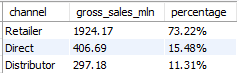 channel gross_sales_mln percentage
Retailer 1924.17 73.22%
Direct 406.69 15.48%
Distributor 297.18 11.31%